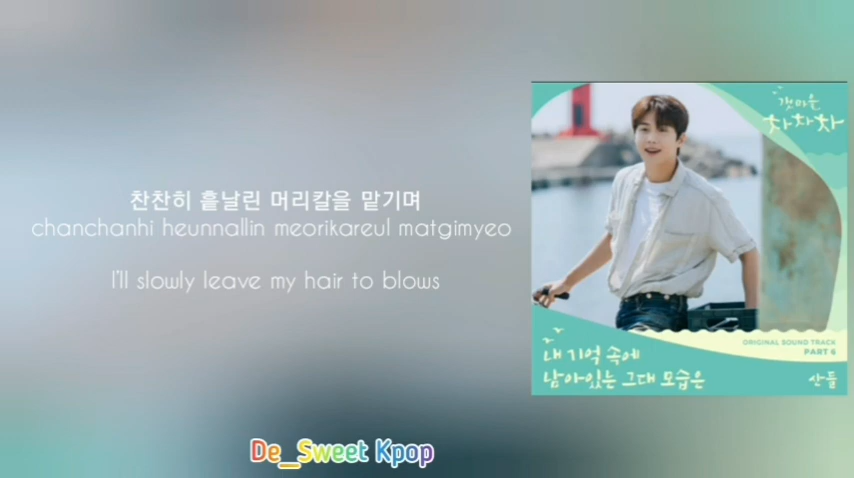 찬찬히 흩날린 머리칼을 맡기며
chanchanhi heunnallin meorikareul matgimyeo
I'll slowly leave my hair to blows
갯마을
차차차
ORIGINAL SOUND TRACK
PART 6
내 기억 속에
남아있는 그대 모습은
산들
De_Sweet Kpop